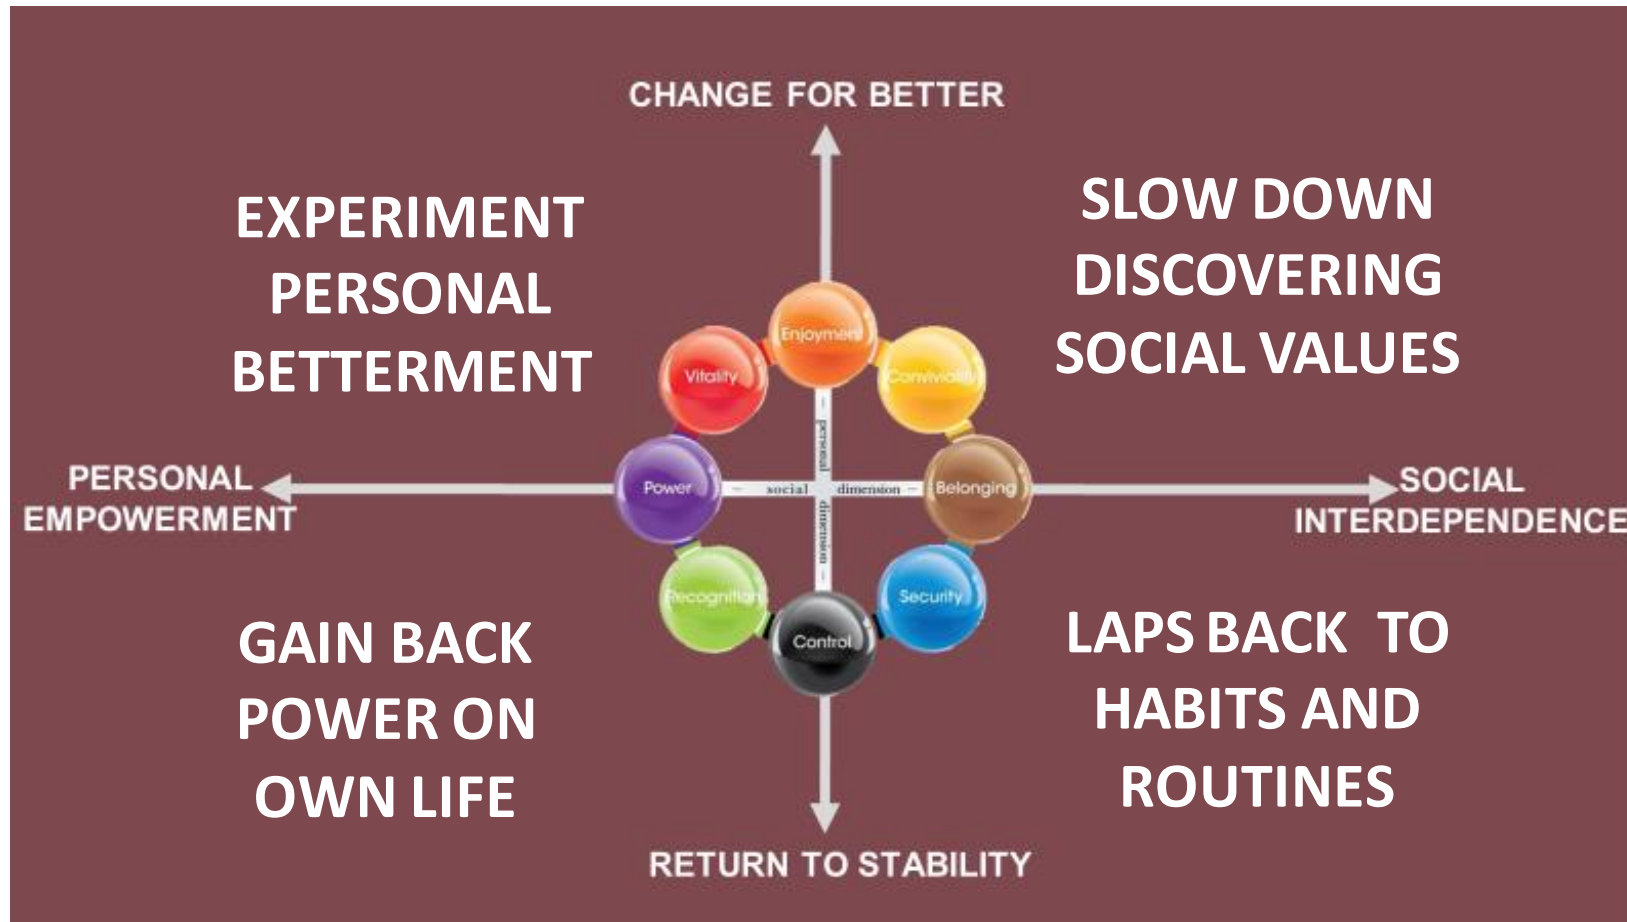 CHANGE FOR BETTER
EXPERIMENT
PERSONAL
BETTERMENT
SLOW DOWN
DISCOVERING
SOCIAL VALUES
Enjoyment
Vitality
Conviviality
personal
PERSONAL
EMPOWERMENT
Power
social dimension
Belonging
SOCIAL
INTERDEPENDENCE
dimension
Recognition
Security
Control
GAIN BACK
POWER ON
OWN LIFE
LAPS BACK TO
HABITS AND
ROUTINES
RETURN TO STABILITY